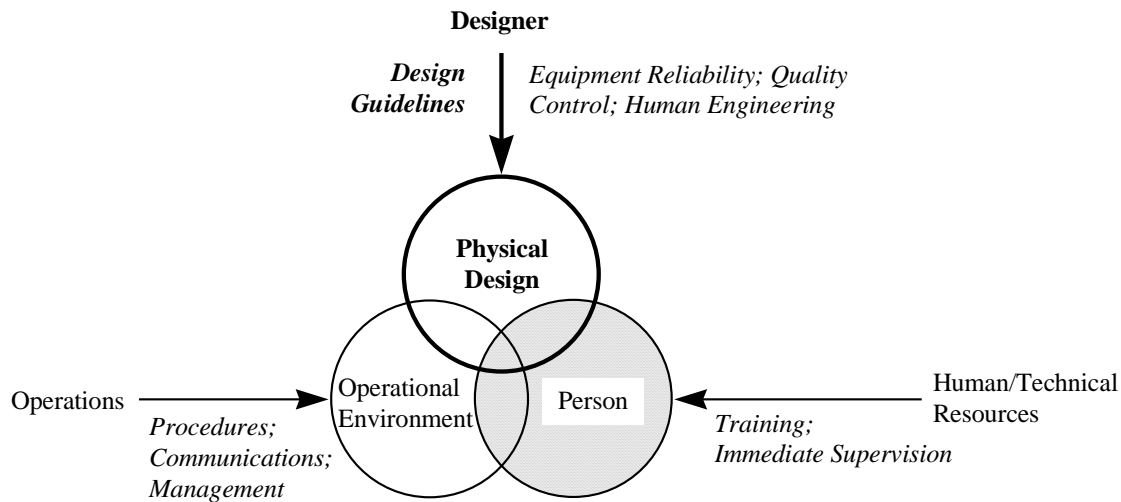 Designer
Design
Guidelines
Equipment Reliability; Quality
Control; Human Engineering
Physical
Design
Operational
Environment
Person
Operations
Procedures;
Communications;
Management
Human/Technical
Resources
Training;
Immediate Supervision